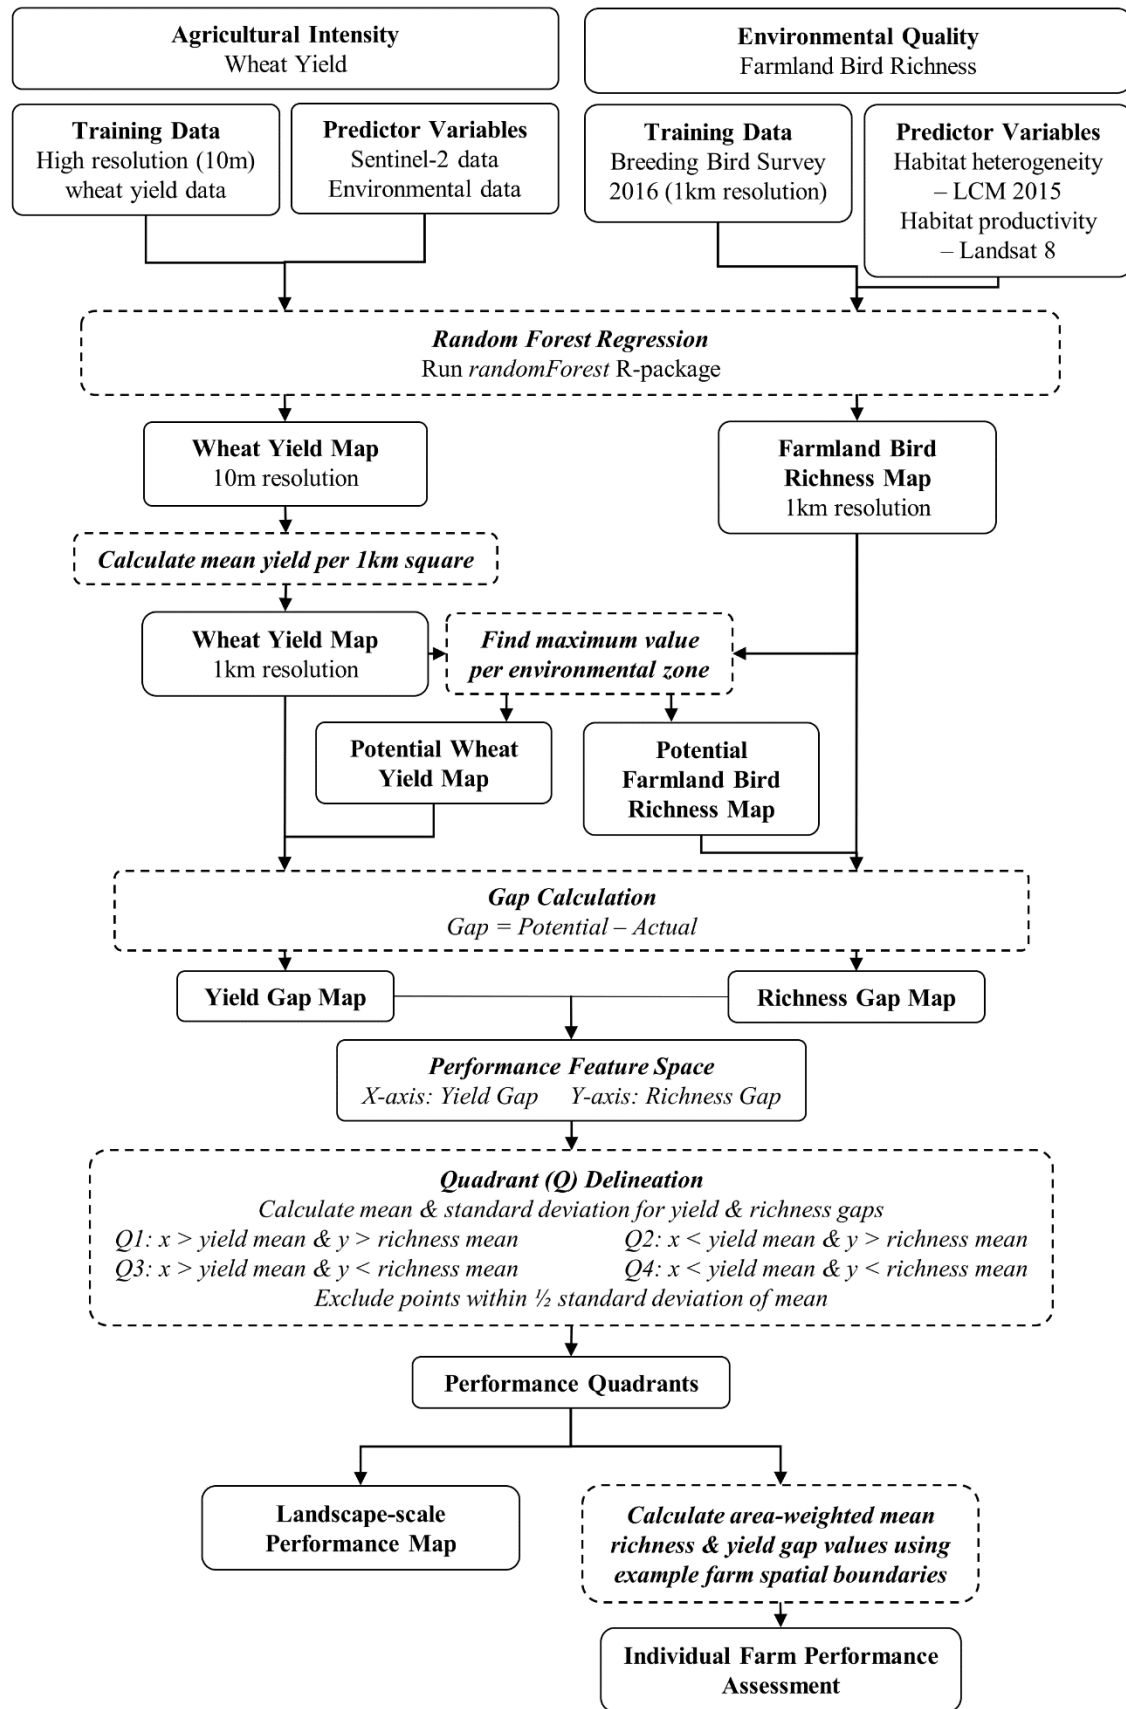 Agricultural Intensity
Wheat Yield
Environmental Quality
Farmland Bird Richness
Training Data
High resolution (10m)
wheat yield data
Predictor Variables
Sentinel-2 data
Environmental data
Training Data
Breeding Bird Survey
2016 (1km resolution)
Predictor Variables
Habitat heterogeneity
– LCM 2015
Habitat productivity
– Landsat 8
Random Forest Regression
Run randomForest R-package
Wheat Yield Map
10m resolution
Farmland Bird
Richness Map
1km resolution
Calculate mean yield per 1km square
Wheat Yield Map
1km resolution
Find maximum value
per environmental zone
Potential Wheat
Yield Map
Potential
Farmland Bird
Richness Map
Gap Calculation
Gap = Potential – Actual
Yield Gap Map
Richness Gap Map
Performance Feature Space
X-axis: Yield Gap Y-axis: Richness Gap
Quadrant (Q) Delineation
Calculate mean & standard deviation for yield & richness gaps
Q1: x > yield mean & y > richness mean Q2: x < yield mean & y > richness mean
Q3: x > yield mean & y < richness mean Q4: x < yield mean & y < richness mean
Exclude points within ½ standard deviation of mean
Performance Quadrants
Landscape-scale
Performance Map
Calculate area-weighted mean
richness & yield gap values using
example farm spatial boundaries
Individual Farm Performance
Assessment